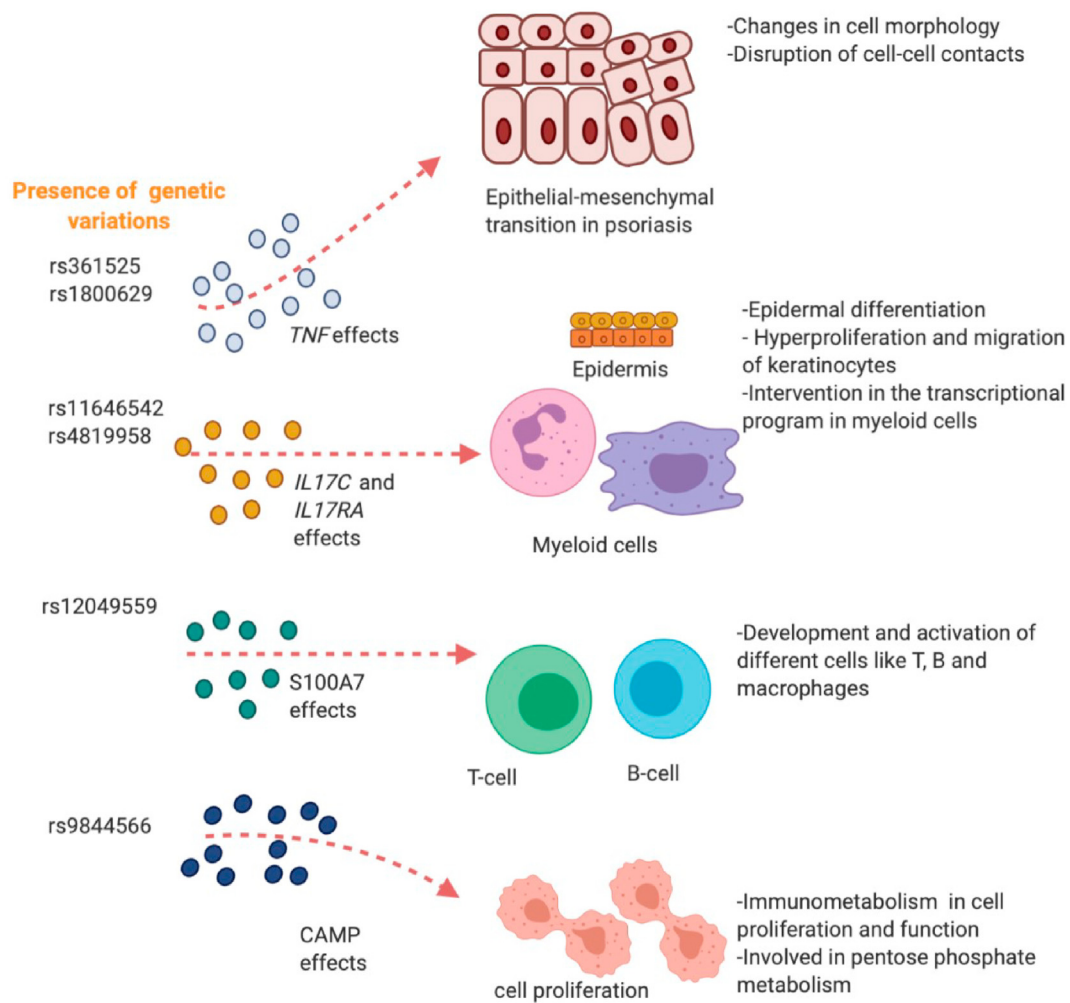 -Changes in cell morphology
-Disruption of cell-cell contacts
Epithelial-mesenchymal
transition in psoriasis
Presence of genetic
variations
rs361525
rs1800629
TNF effects
-Epidermal differentiation
- Hyperproliferation and migration
of keratinocytes
-Intervention in the transcriptional
program in myeloid cells
Epidermis
rs11646542
rs4819958
IL17C and
IL17RA
effects
Myeloid cells
rs12049559
S100A7
effects
-Development and activation of
different cells like T, B and
macrophages
T-cell
B-cell
rs9844566
CAMP
effects
cell proliferation
-Immunometabolism in cell
proliferation and function
-Involved in pentose phosphate
metabolism